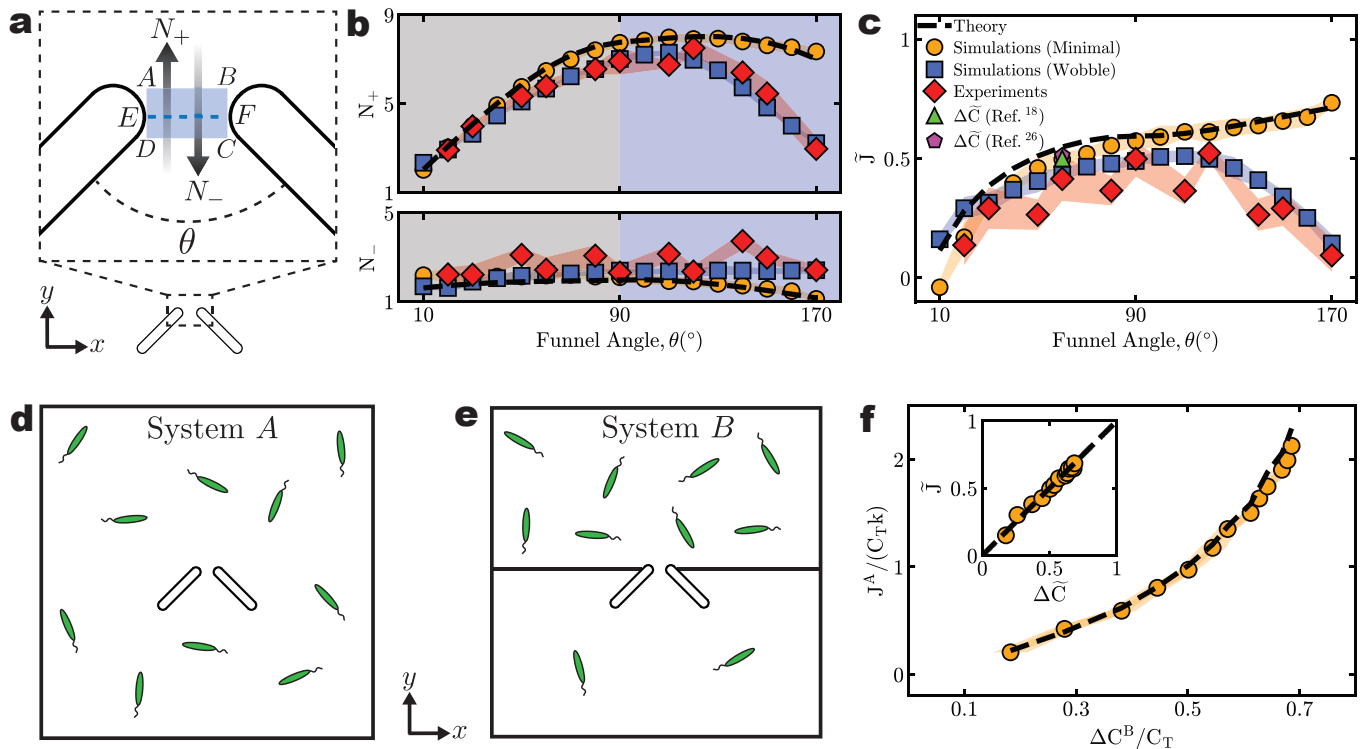 a
N₊
A
B
E
F
D
C
N₋
θ
y
x
b
9
N₊
5
1
5
N₋
1
10
90
170
Funnel Angle, θ(°)
c
1
J̃
0.5
0
Theory
Simulations (Minimal)
Simulations (Wobble)
Experiments
ΔC̃ (Ref. ¹⁸)
ΔC̃ (Ref. ²⁶)
10
90
170
Funnel Angle, θ(°)
d
System A
e
System B
y
x
f
2
Jᴬ/(C_T k)
1
0
1
J̃
0.5
0
0
0.5
1
ΔC̃
0.1
0.3
0.5
0.7
ΔCᴮ/C_T